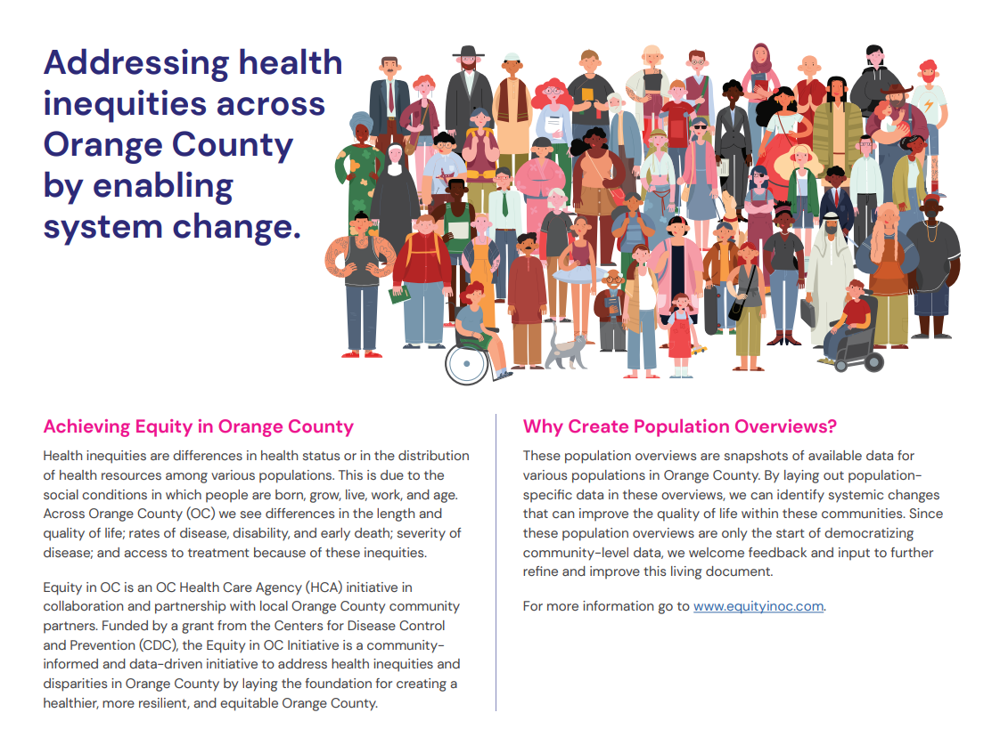 Addressing health
inequities across
Orange County
by enabling
system change.
Achieving Equity in Orange County
Health inequities are differences in health status or in the distribution
of health resources among various populations. This is due to the
social conditions in which people are born, grow, live, work, and age.
Across Orange County (OC) we see differences in the length and
quality of life; rates of disease, disability, and early death; severity of
disease; and access to treatment because of these inequities.
Equity in OC is an OC Health Care Agency (HCA) initiative in
collaboration and partnership with local Orange County community
partners. Funded by a grant from the Centers for Disease Control
and Prevention (CDC), the Equity in OC Initiative is a community-
informed and data-driven initiative to address health inequities and
disparities in Orange County by laying the foundation for creating a
healthier, more resilient, and equitable Orange County.
Why Create Population Overviews?
These population overviews are snapshots of available data for
various populations in Orange County. By laying out population-
specific data in these overviews, we can identify systemic changes
that can improve the quality of life within these communities. Since
these population overviews are only the start of democratizing
community-level data, we welcome feedback and input to further
refine and improve this living document.
For more information go to www.equityinoc.com.